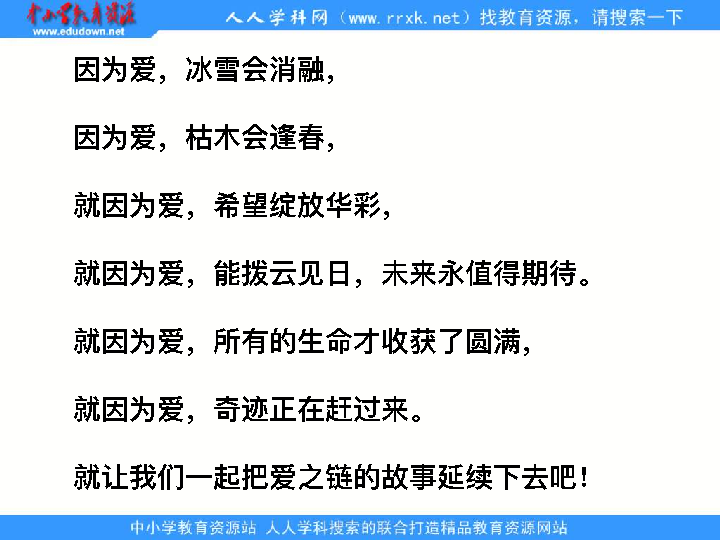 中小学教育资源
www.edudown.net
人人学科网（www.rrxk.net）找教育资源，请搜索一下
因为爱，冰雪会消融，
因为爱，枯木会逢春，
就因为爱，希望绽放华彩，
就因为爱，能拨云见日，未来永值得期待。
就因为爱，所有的生命才收获了圆满，
就因为爱，奇迹正在赶过来。
就让我们一起把爱之链的故事延续下去吧！
中小学教育资源站 人人学科搜索的联合打造精品教育资源网站